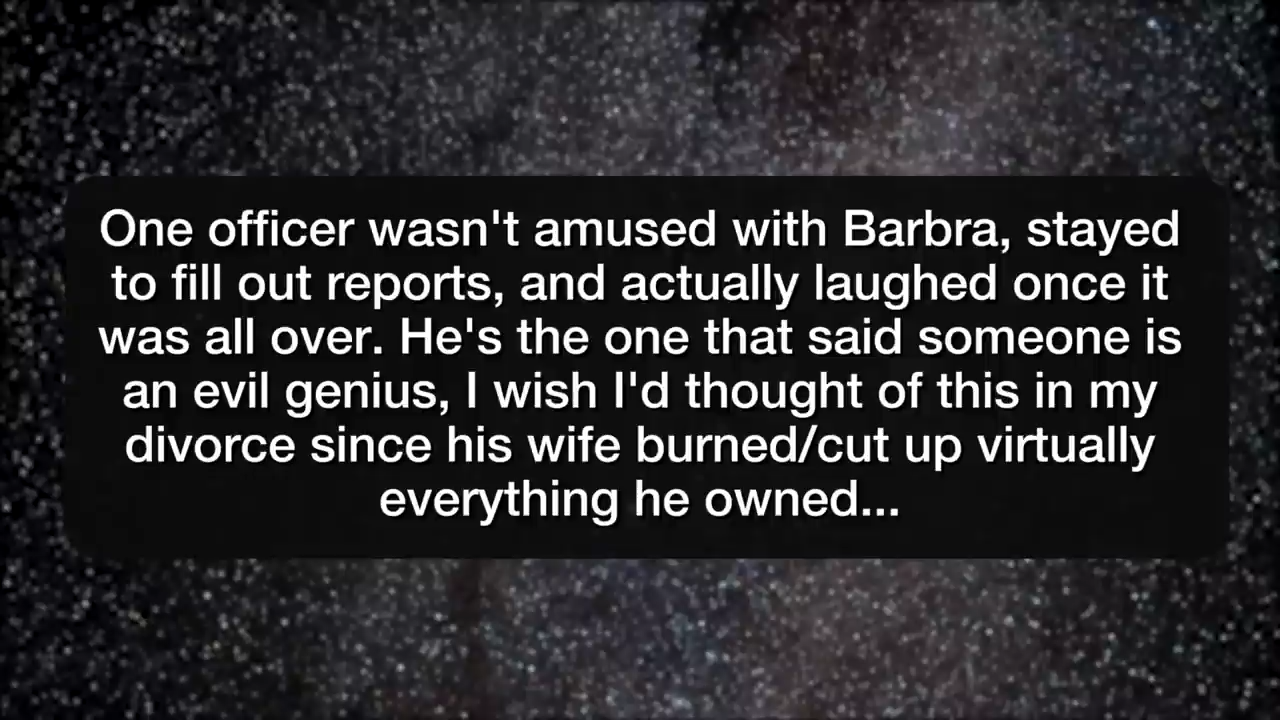 One officer wasn't amused with Barbra, stayed
to fill out reports, and actually laughed once it
was all over. He's the one that said someone is
an evil genius, I wish I'd thought of this in my
divorce since his wife burned/cut up virtually
everything he owned...